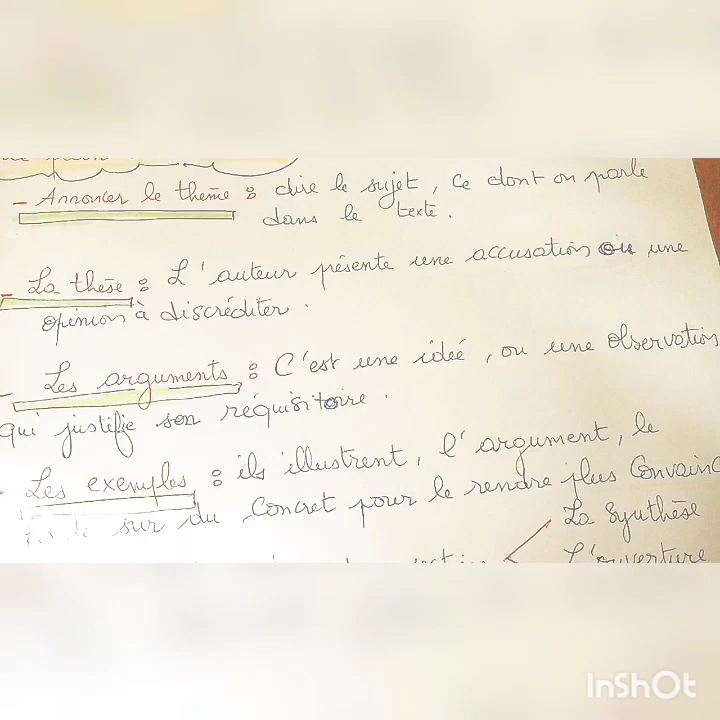 - Annoncer le thème : dire le sujet, ce dont on parle
dans le texte.
- La thèse : L'auteur présente une accusation ou une
opinion à discréditer.
- Les arguments : C'est une ideé, ou une observation
qui justifie son réquisitoire.
- Les exemples : ils illustrent, l'argument, le
sur du concret pour le rendre plus Convainc
La synthèse
L'ouverture
InShOt